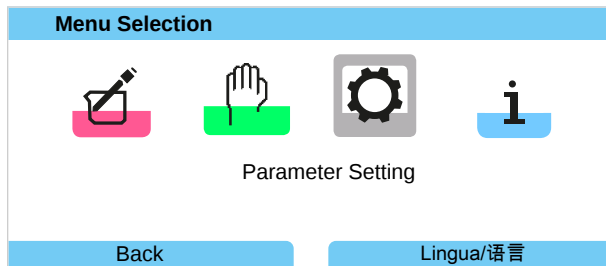 Menu Selection
i
Parameter Setting
Back
Lingua/语言